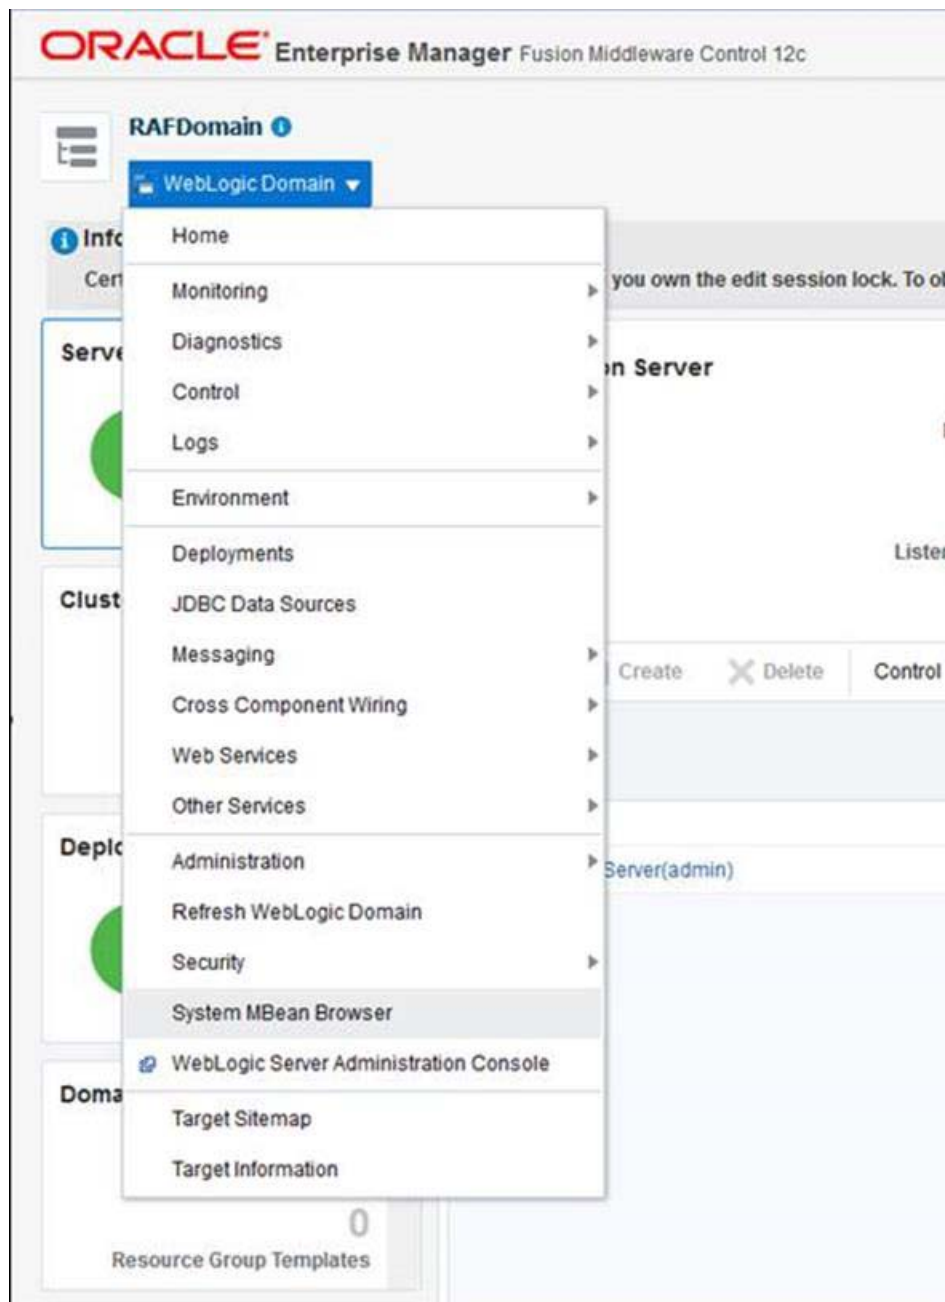 ORACLE Enterprise Manager Fusion Middleware Control 12c
RAFDomain
WebLogic Domain
Home
Monitoring
Diagnostics
Control
Logs
Environment
Deployments
JDBC Data Sources
Messaging
Cross Component Wiring
Web Services
Other Services
Administration
Refresh WebLogic Domain
Security
System MBean Browser
WebLogic Server Administration Console
Target Sitemap
Target Information
you own the edit session lock. To
Server
Create Delete Control
Server(admin)
0
Resource Group Templates